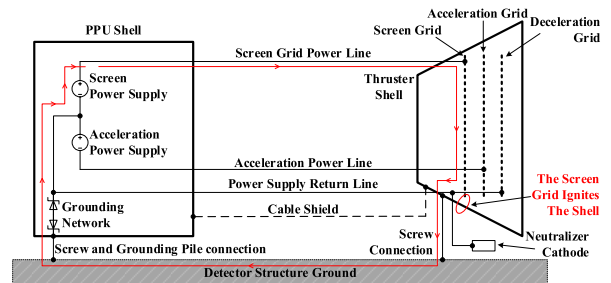 PPU Shell
Screen
Power Supply
Acceleration
Power Supply
Grounding
Network
Screw and Grounding Pile connection
Screen Grid Power Line
Acceleration Power Line
Power Supply Return Line
Cable Shield
Detector Structure Ground
Acceleration Grid
Screen Grid
Deceleration
Grid
Thruster
Shell
The Screen
Grid Ignites
The Shell
Screw
Connection
Neutralizer
Cathode